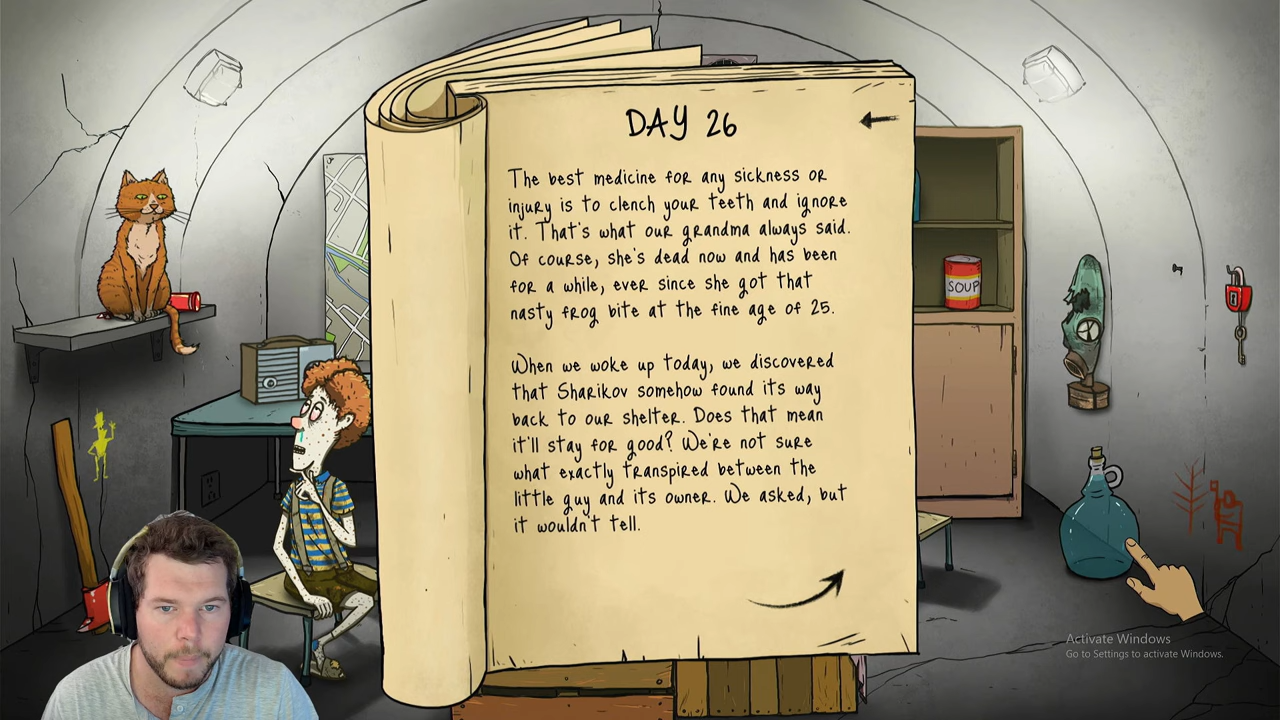 DAY 26
The best medicine for any sickness or
injury is to clench your teeth and ignore
it. That's what our grandma always said.
Of course, she's dead now and has been
for a while, ever since she got that
nasty frog bite at the fine age of 25.
When we woke up today, we discovered
that Sharikov somehow found its way
back to our shelter. Does that mean
it'll stay for good? We're not sure
what exactly transpired between the
little guy and its owner. We asked, but
it wouldn't tell.
SOUP
Activate Windows
Go to Settings to activate Windows.